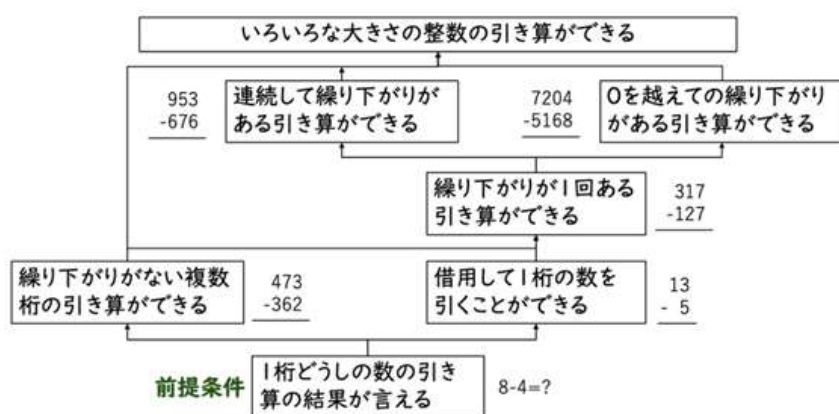 いろいろな大きさの整数の引き算ができる
953
-676
連続して繰り下がりが
ある引き算ができる
7204
-5168
0を越えての繰り下がり
がある引き算ができる
繰り下がりが1回ある
引き算ができる
317
-127
繰り下がりがない複数
桁の引き算ができる
473
-362
借用して1桁の数を
引くことができる
13
- 5
前提条件
1桁どうしの数の引き
算の結果が言える
8-4=?